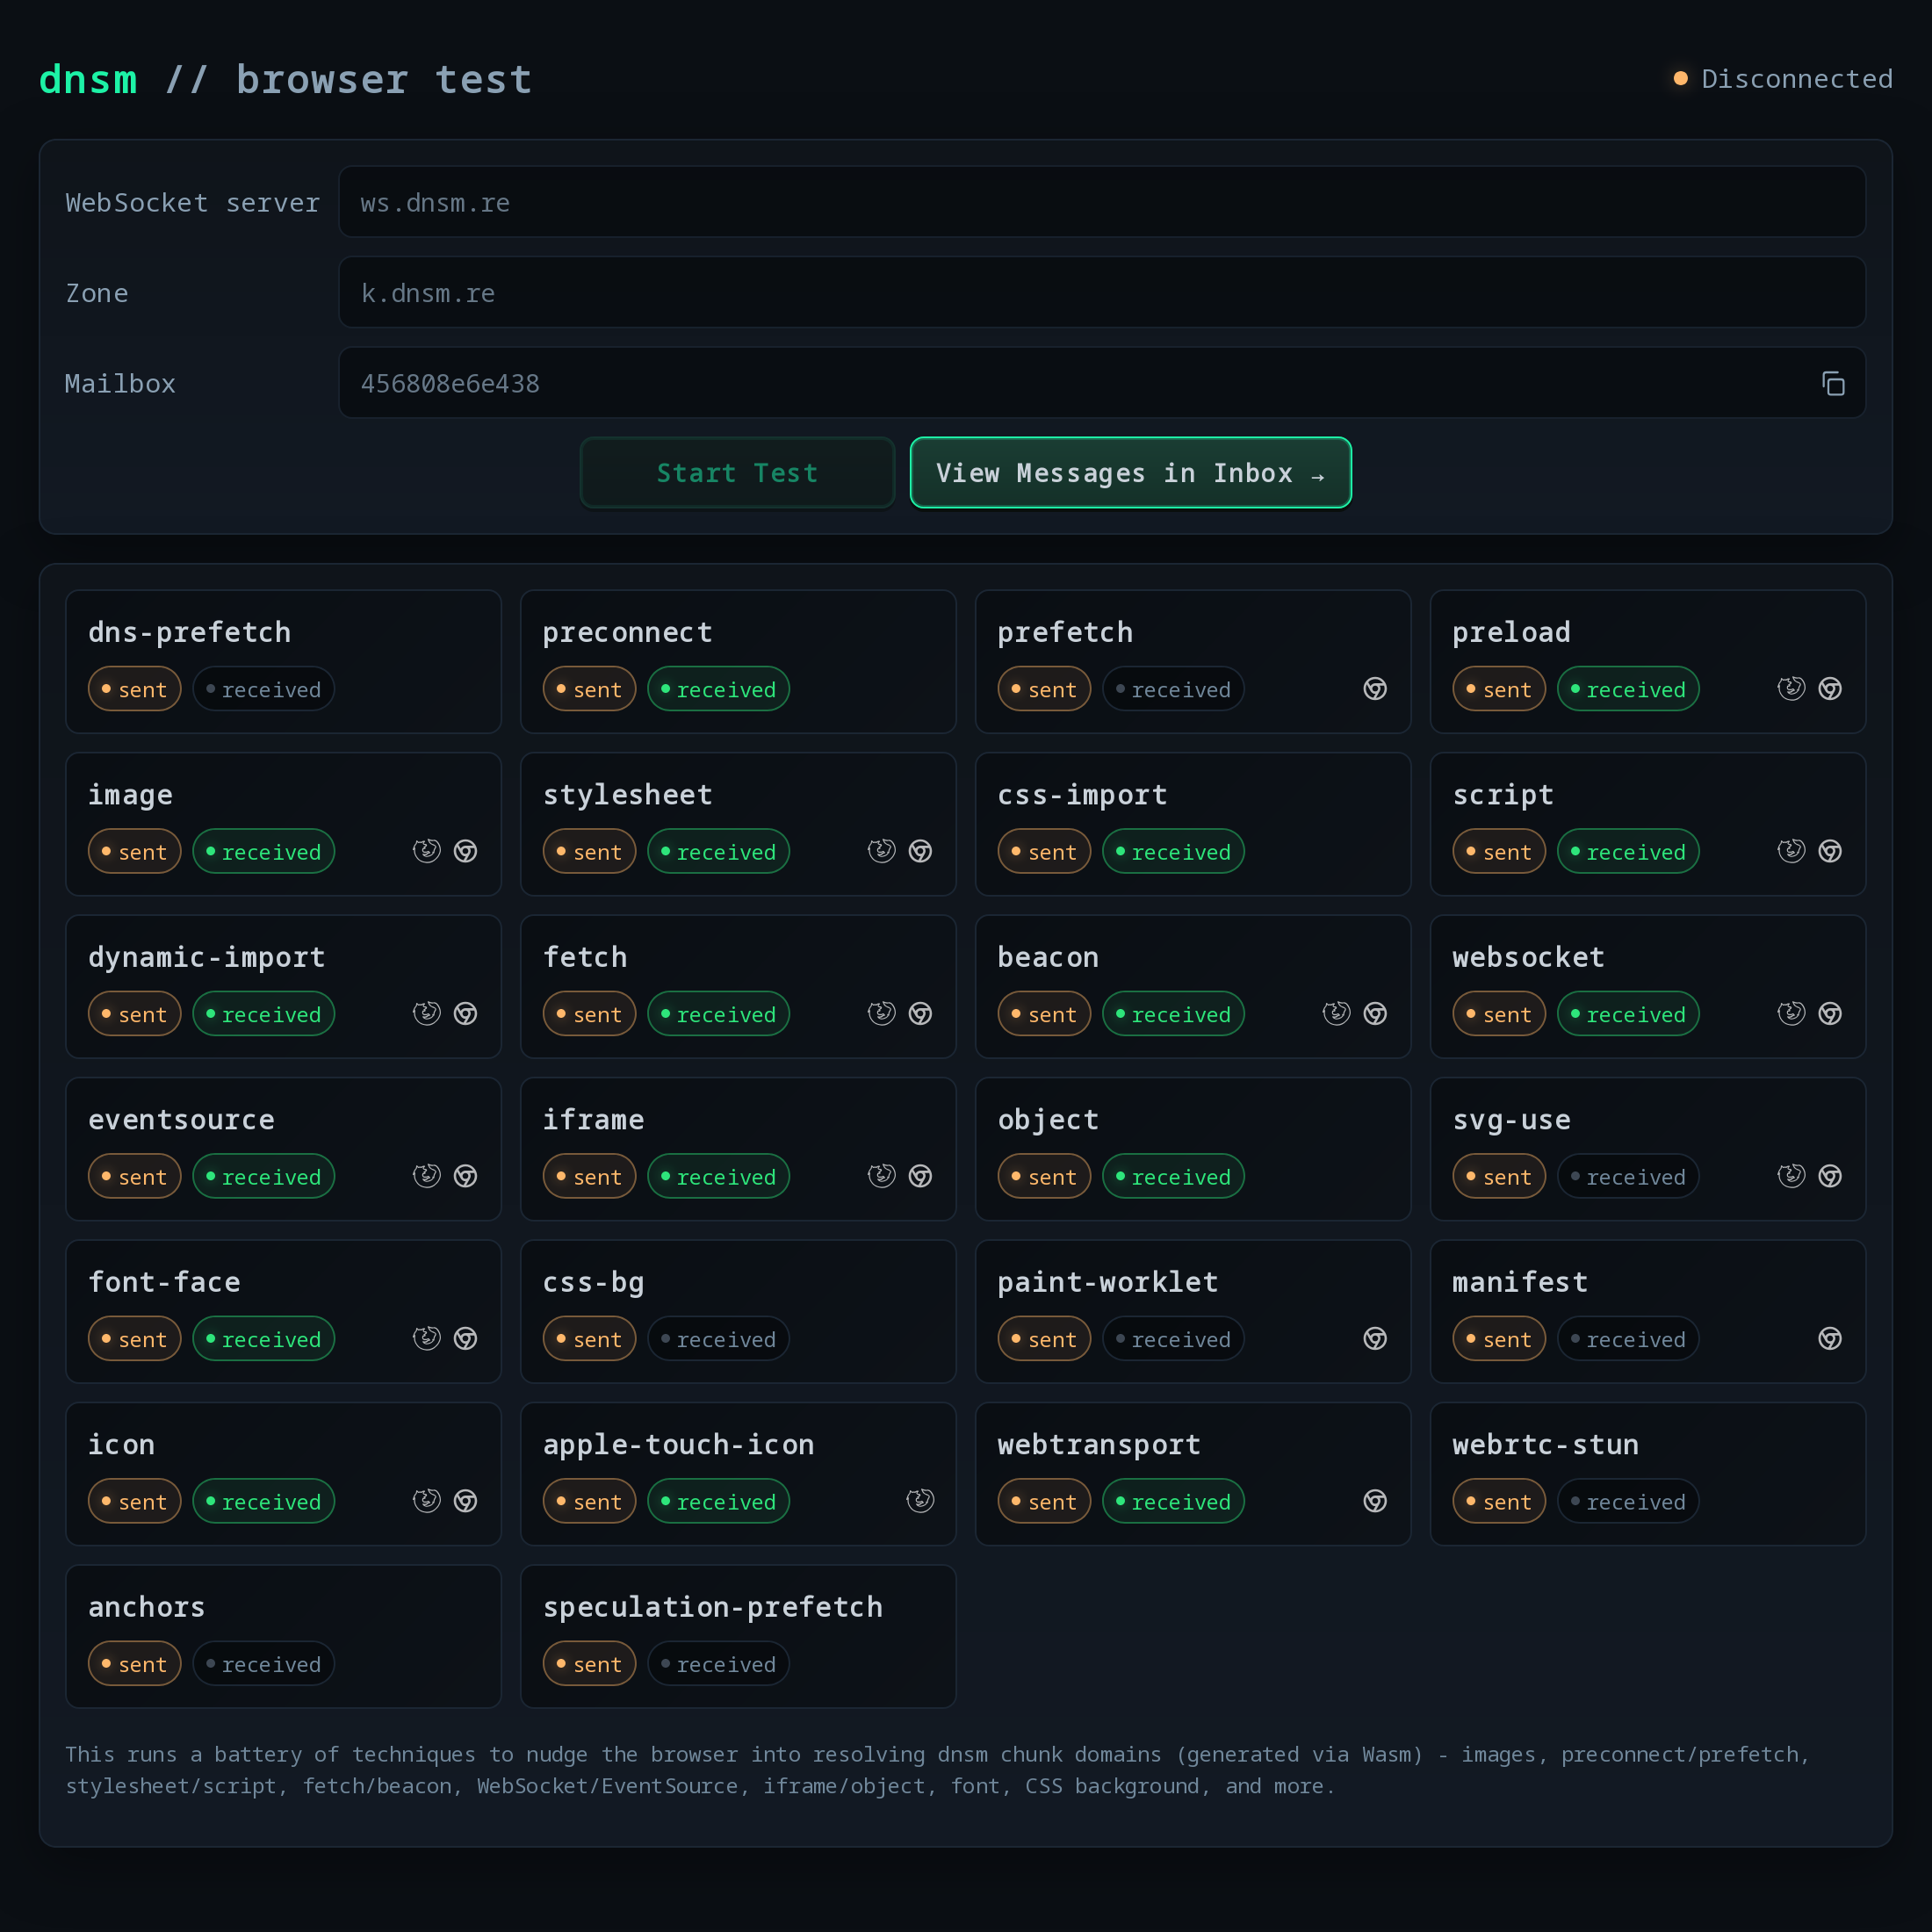 dnsm // browser test
Disconnected
WebSocket server ws.dnsm.re
Zone k.dnsm.re
Mailbox 456808e6e438
Start Test View Messages in Inbox →
dns-prefetch preconnect prefetch preload
sent received sent received sent received sent received
image stylesheet css-import script
sent received sent received sent received sent received
dynamic-import fetch beacon websocket
sent received sent received sent received sent received
eventsource iframe object svg-use
sent received sent received sent received sent received
font-face css-bg paint-worklet manifest
sent received sent received sent received sent received
icon apple-touch-icon webtransport webrtc-stun
sent received sent received sent received sent received
anchors speculation-prefetch
sent received sent received
This runs a battery of techniques to nudge the browser into resolving dnsm chunk domains (generated via Wasm) - images, preconnect/prefetch,
stylesheet/script, fetch/beacon, WebSocket/EventSource, iframe/object, font, CSS background, and more.